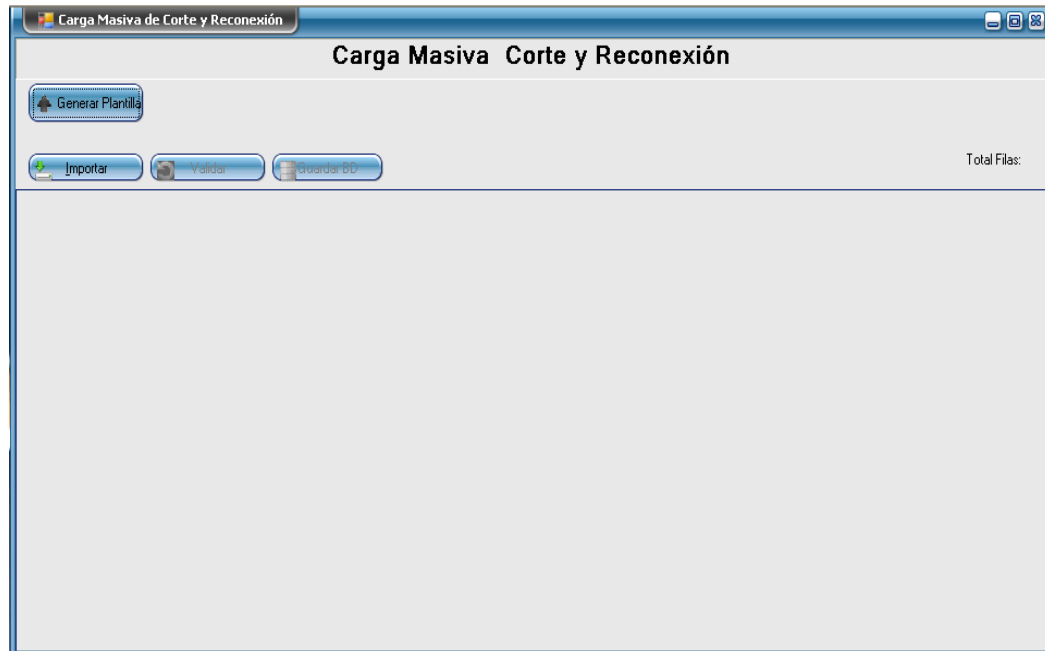 Carga Masiva de Corte y Reconexión
Carga Masiva Corte y Reconexión
Generar Plantilla
Importar Validar Guardar BD Total Filas: